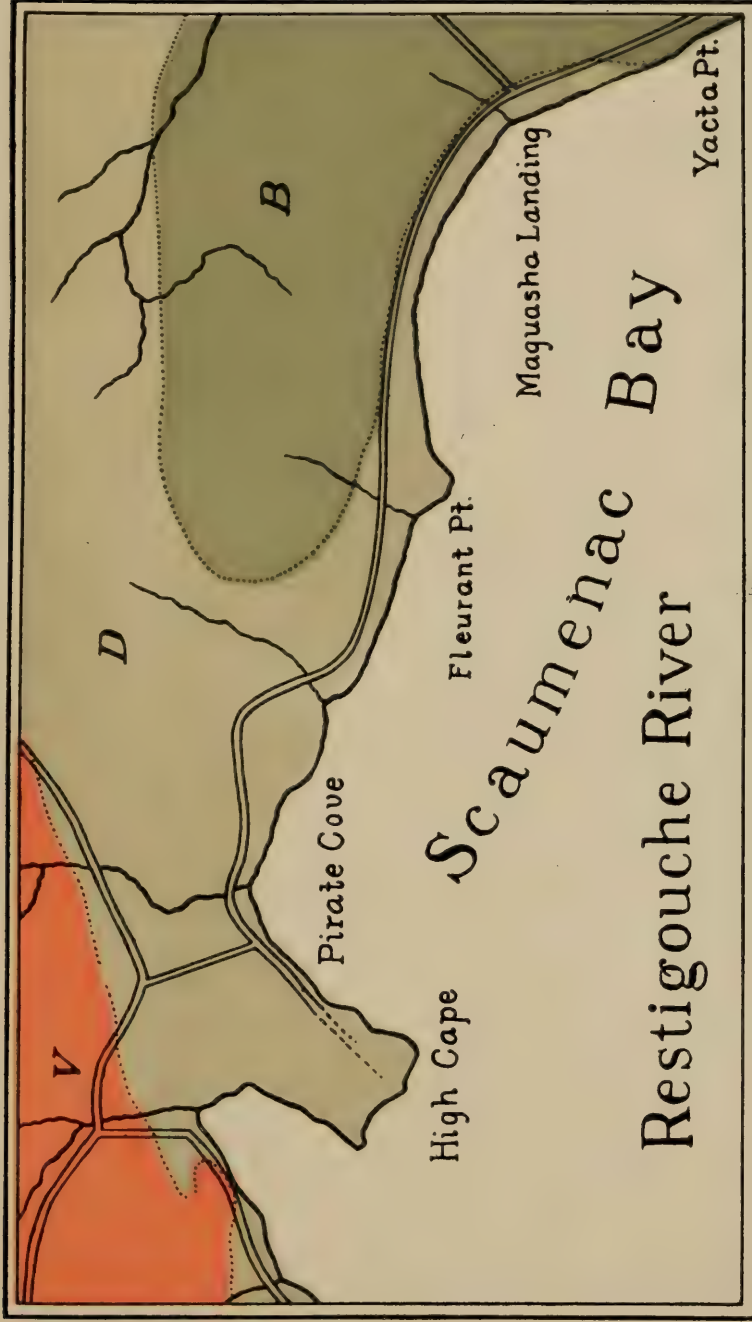 V
D
B
High Cape
Pirate Cove
Fleurant Pt.
Maguasha Landing
Yacta Pt.
Scaumenac Bay
Restigouche River